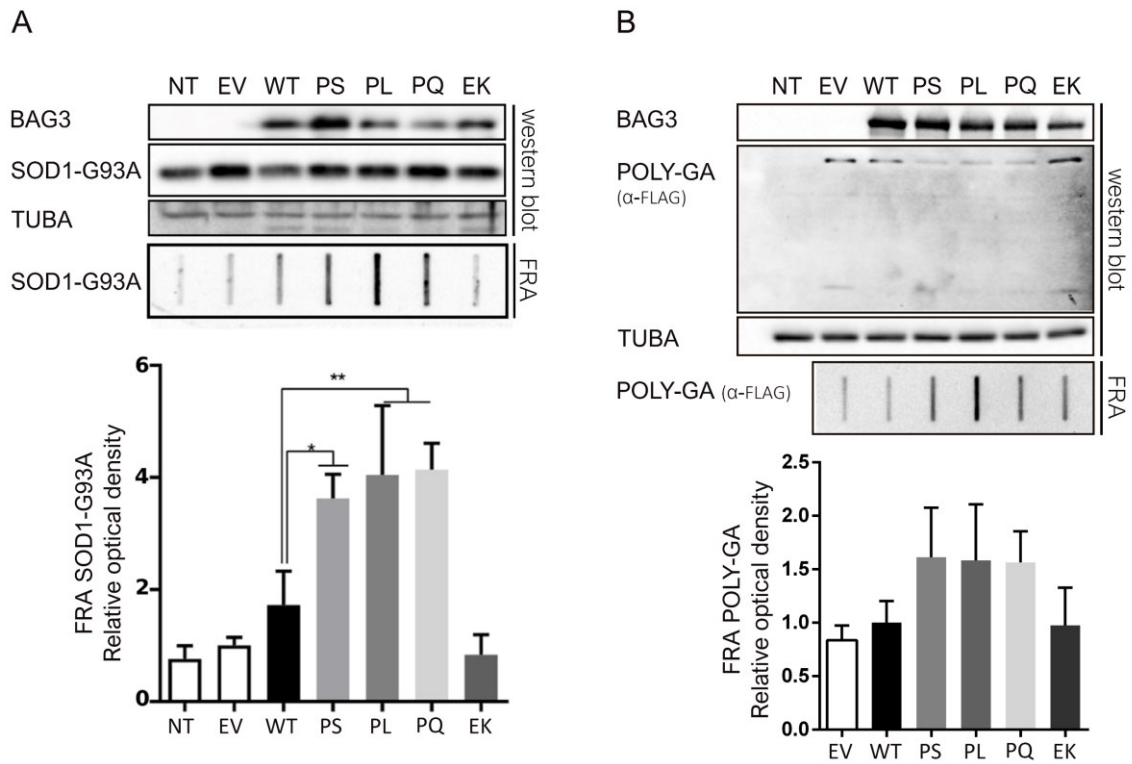 A
NT EV WT PS PL PQ EK
BAG3
SOD1-G93A
TUBA
western blot
SOD1-G93A
FRA
6
4
2
0
FRA SOD1-G93A
Relative optical density
**
*
NT EV WT PS PL PQ EK
B
NT EV WT PS PL PQ EK
BAG3
POLY-GA
(α-FLAG)
TUBA
western blot
POLY-GA (α-FLAG)
FRA
2.5
2.0
1.5
1.0
0.5
0.0
FRA POLY-GA
Relative optical density
EV WT PS PL PQ EK